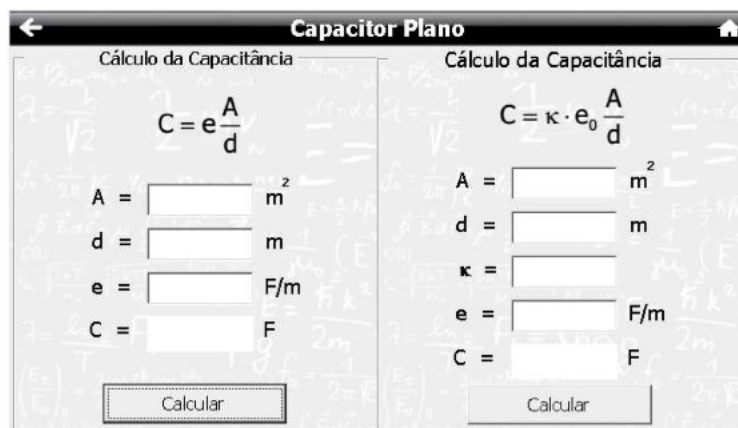 Capacitor Plano
Cálculo da Capacitância
C = e A/d
A = m²
d = m
e = F/m
C = F
Calcular
Cálculo da Capacitância
C = κ · e₀ A/d
A = m²
d = m
κ =
e = F/m
C = F
Calcular